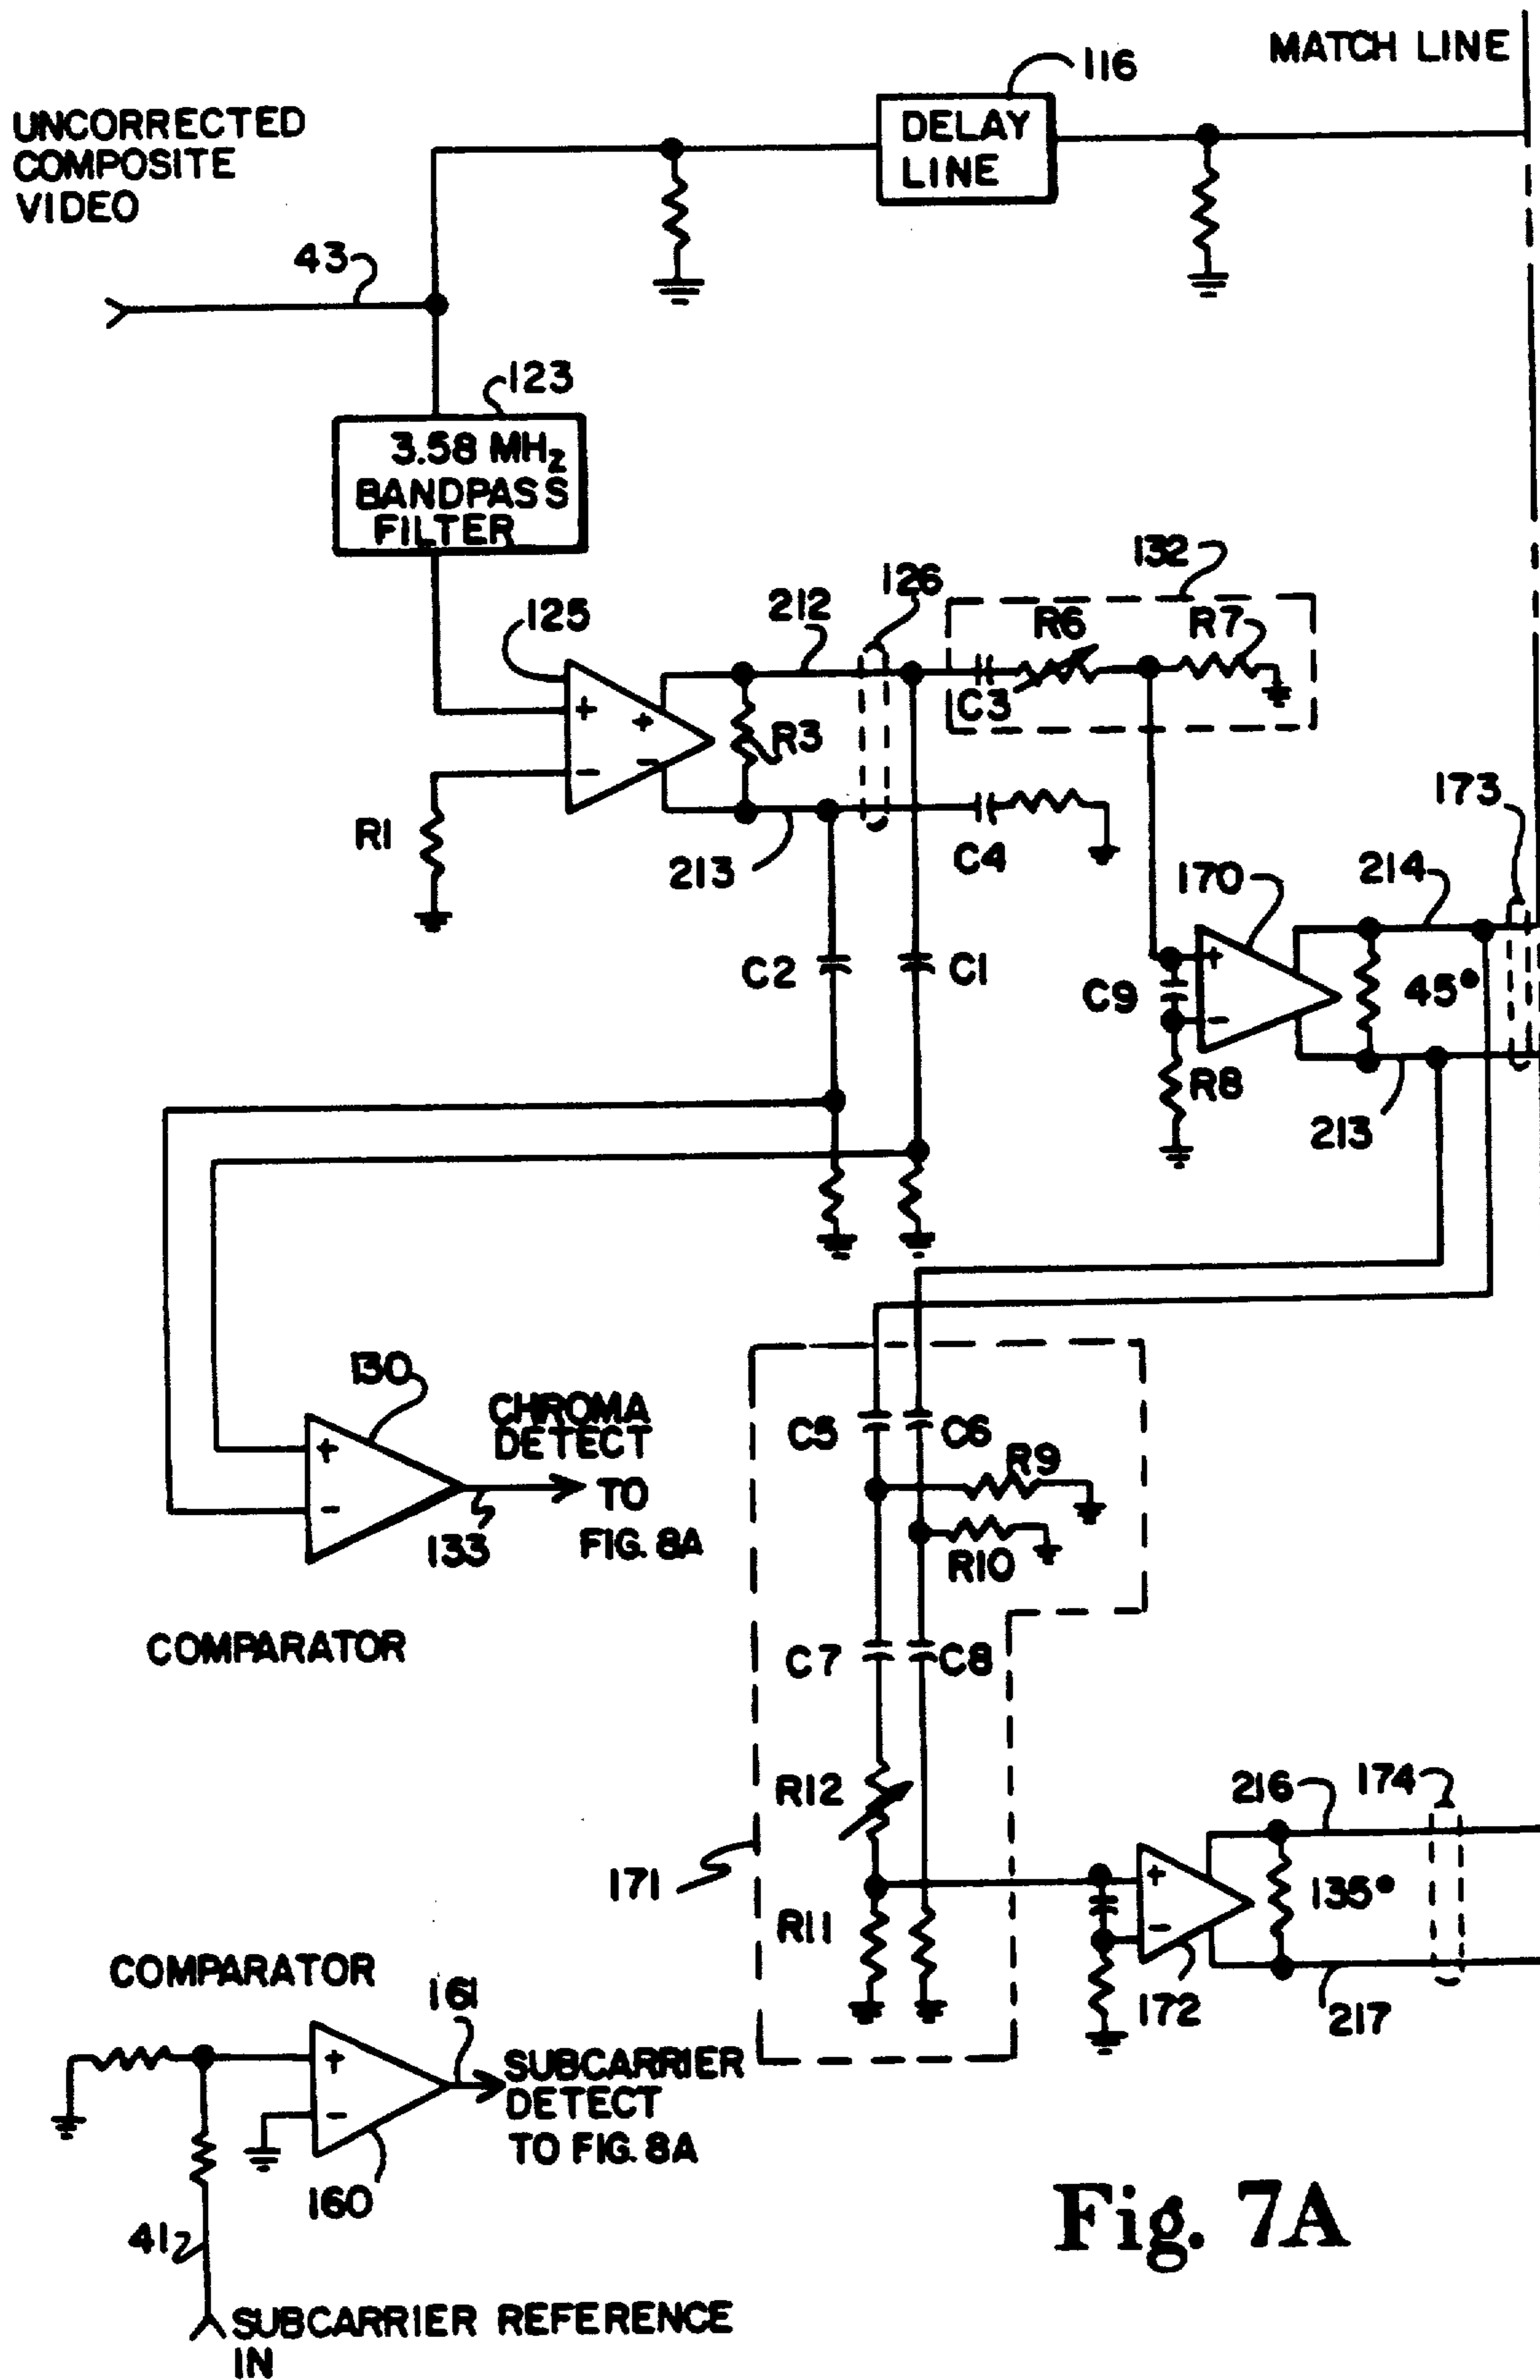 MATCH LINE
116
UNCORRECTED
COMPOSITE
VIDEO
DELAY
LINE
43
123
3.58 MHz
BANDPASS
FILTER
132
126
212
125
R6
R7
+
+
C3
R3
-
-
173
R1
C4
213
214
170
C2
C1
+
C9
45°
-
R8
213
130
CHROMA
DETECT
C5
C6
+
R9
TO
-
133
FIG. 8A
R10
COMPARATOR
C7
C8
R12
216
174
171
+
135°
R11
-
COMPARATOR
161
172
217
+
SUBCARRIER
DETECT
-
TO FIG. 8A
160
41
Fig. 7A
SUBCARRIER REFERENCE
IN